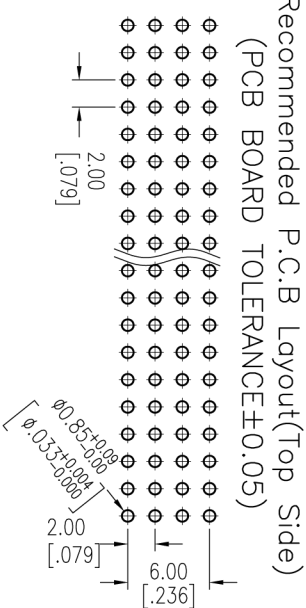 Recommended P.C.B Layout(Top Side)
(PCB BOARD TOLERANCE±0.05)
2.00
[.079]
Ø0.85+0.09-0.00
[Ø.033+0.004-0.000]
2.00
[.079]
6.00
[.236]